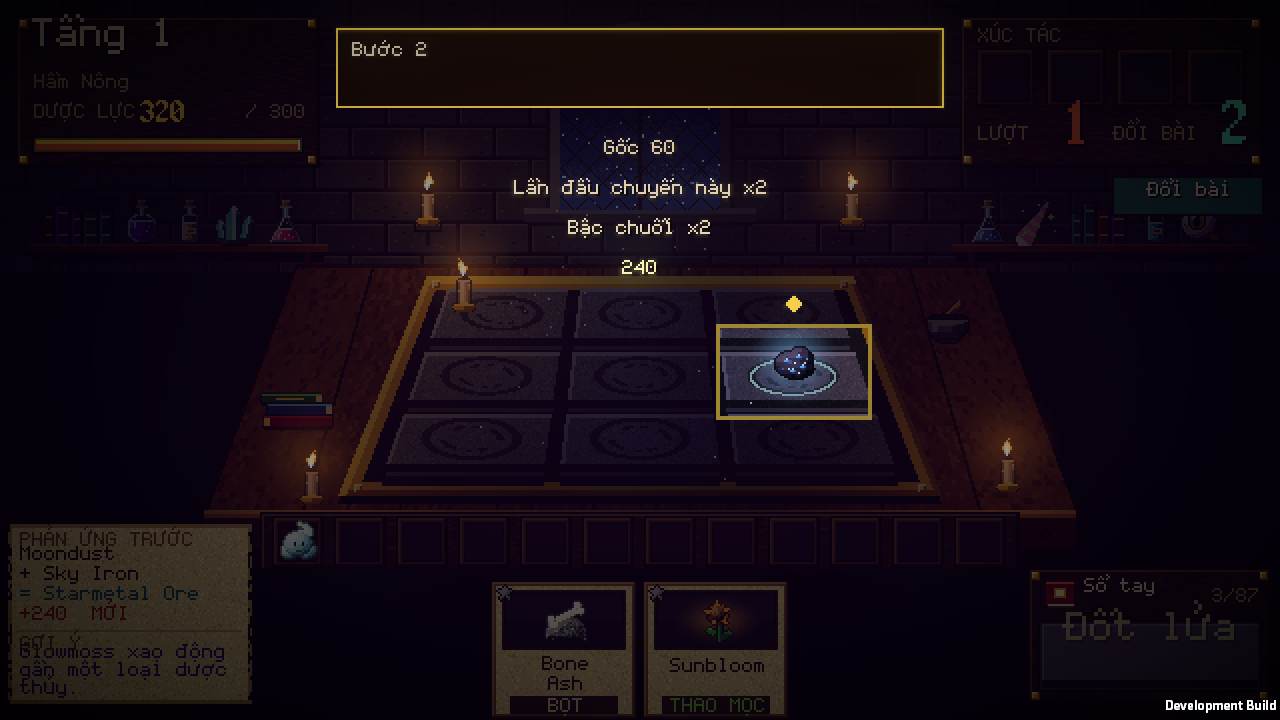 Tầng 1
Hầm Nông
DƯỢC LỰC 320 / 300
Bước 2
XÚC TÁC
LƯỢT 1 ĐỔI BÀI 2
Đổi bài
Gốc 60
Lần đầu chuyến này x2
Bậc chuỗi x2
240
PHẢN ỨNG TRƯỚC
Moondust
+ Sky Iron
= Starmetal Ore
+240 MỚI
GỢI Ý
Glowmoss xao động
gần một loại dược
thủy.
Bone
Ash
BỘT
Sunbloom
THẢO MỘC
Sổ tay
3/87
Đốt lửa
Development Build